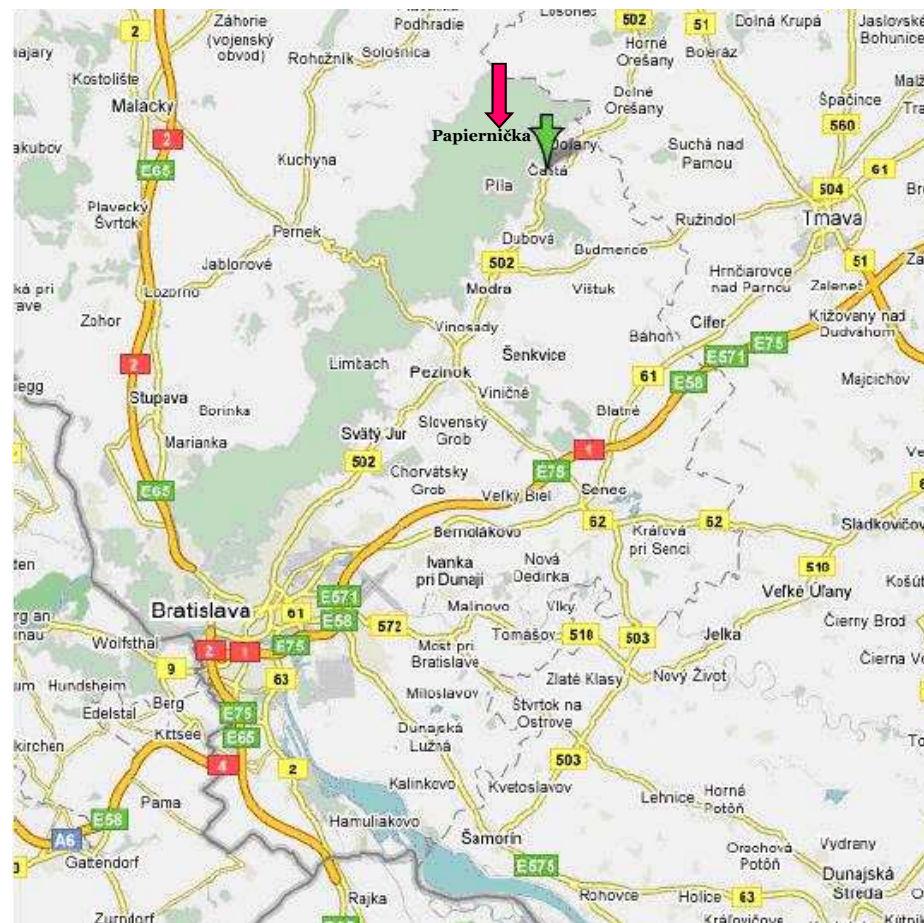 2
Záhorie
(vojenský
obvod)
Podhradie
502
51
Dolná Krupá
Jaslovské
Bohunice
Rohožník
Sološnica
Horné
Orešany
Boleráz
Kostolište
Malacky
Dolné
Orešany
Špačince
2
Papiernička
560
Kuchyna
Suchá nad
Parnou
61
E65
Píla
Častá
504
Plavecký
Štvrtok
Ružindol
Pernek
Dubová
Budmerice
502
51
Jablonové
Hrnčiarovce
nad Parnou
Zeleneč
Modra
Vištuk
Lozorno
Zohor
Vinosady
Cífer
Križovany nad
Dudváhom
Báhoň
E75
E571
2
Limbach
Šenkvice
Pezinok
61
E58
Majcichov
Stupava
Viničné
Borinka
Blatné
Slovenský
Grob
Svätý Jur
Marianka
1
502
Chorvátsky
Grob
E75
E65
Veľký Biel
Senec
62
62
Bernolákovo
Kráľová
pri Senci
Sládkovičovo
Ivanka
pri Dunaji
Nová
Dedinka
510
E571
Veľké Úľany
Bratislava
61
Malinovo
Vlky
E58
572
Čierny Brod
Tomášov
510
503
Jelka
Wolfsthal
2
1
E75
Most pri
Bratislave
9
63
Zlaté Klasy
Nový Život
Hundsheim
Miloslavov
Berg
Štvrtok na
Ostrove
Edelstal
E75
Kittsee
E65
Dunajská
Lužná
503
4
2
Kalinkovo
Kvetoslavov
Lehnice
Horná
Potôň
Pama
E58
Hamuliakovo
A6
Šamorín
Gattendorf
Orechová
Potôň
Vydrany
E575
Dunajská
Streda
Rajka
Rohovce
Holice
63
Zurndorf